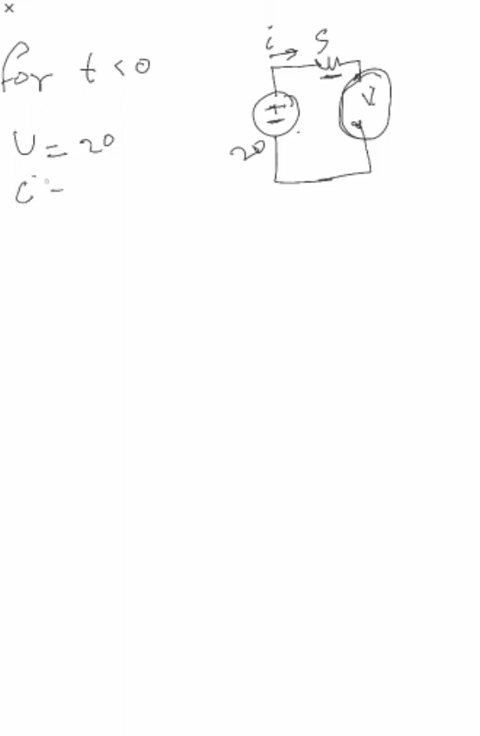 ×
for t < 0
i 5
V
20
V = 20
i =